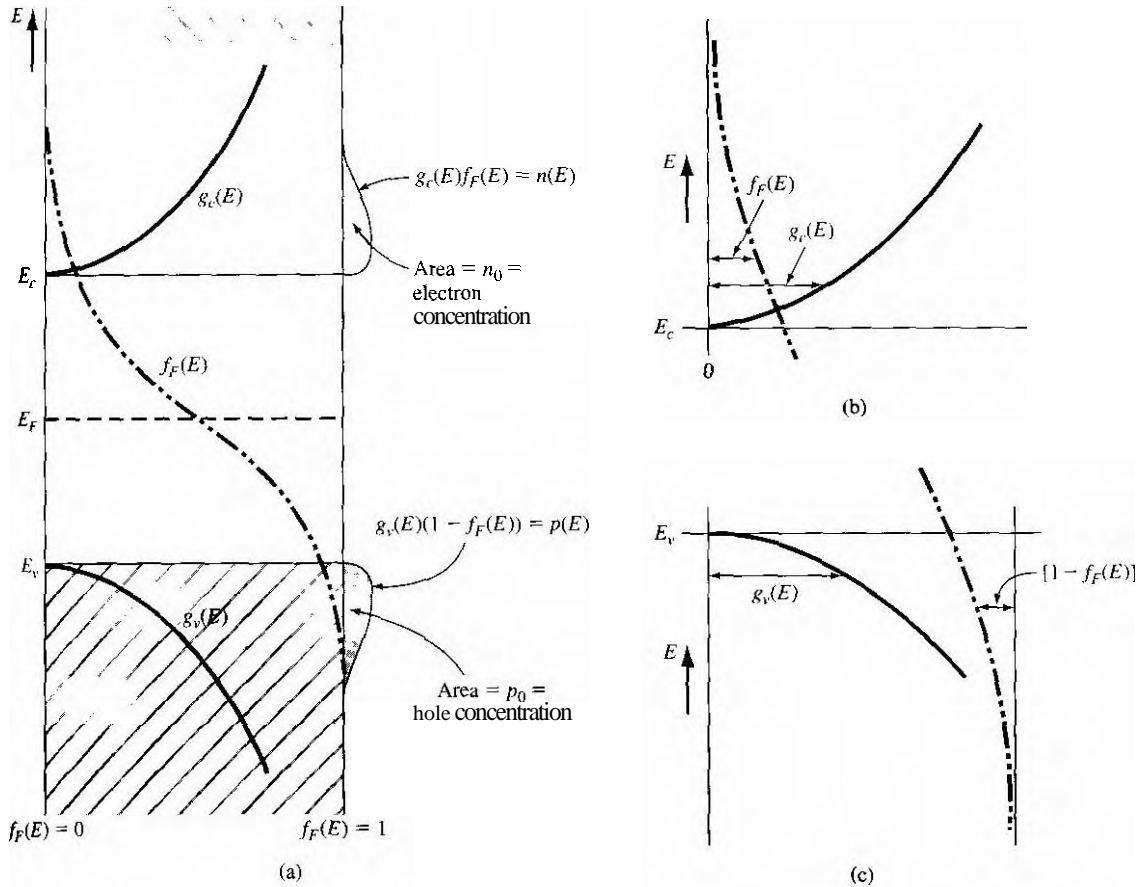 E
g_c(E)
g_c(E)f_F(E) = n(E)
E_c
Area = n_0 =
electron
concentration
f_F(E)
E_F
g_v(E)(1 − f_F(E)) = p(E)
E_v
g_v(E)
Area = p_0 =
hole concentration
f_F(E) = 0
f_F(E) = 1
(a)
E
f_F(E)
g_c(E)
E_c
0
(b)
E_v
[1 − f_F(E)]
g_v(E)
E
(c)